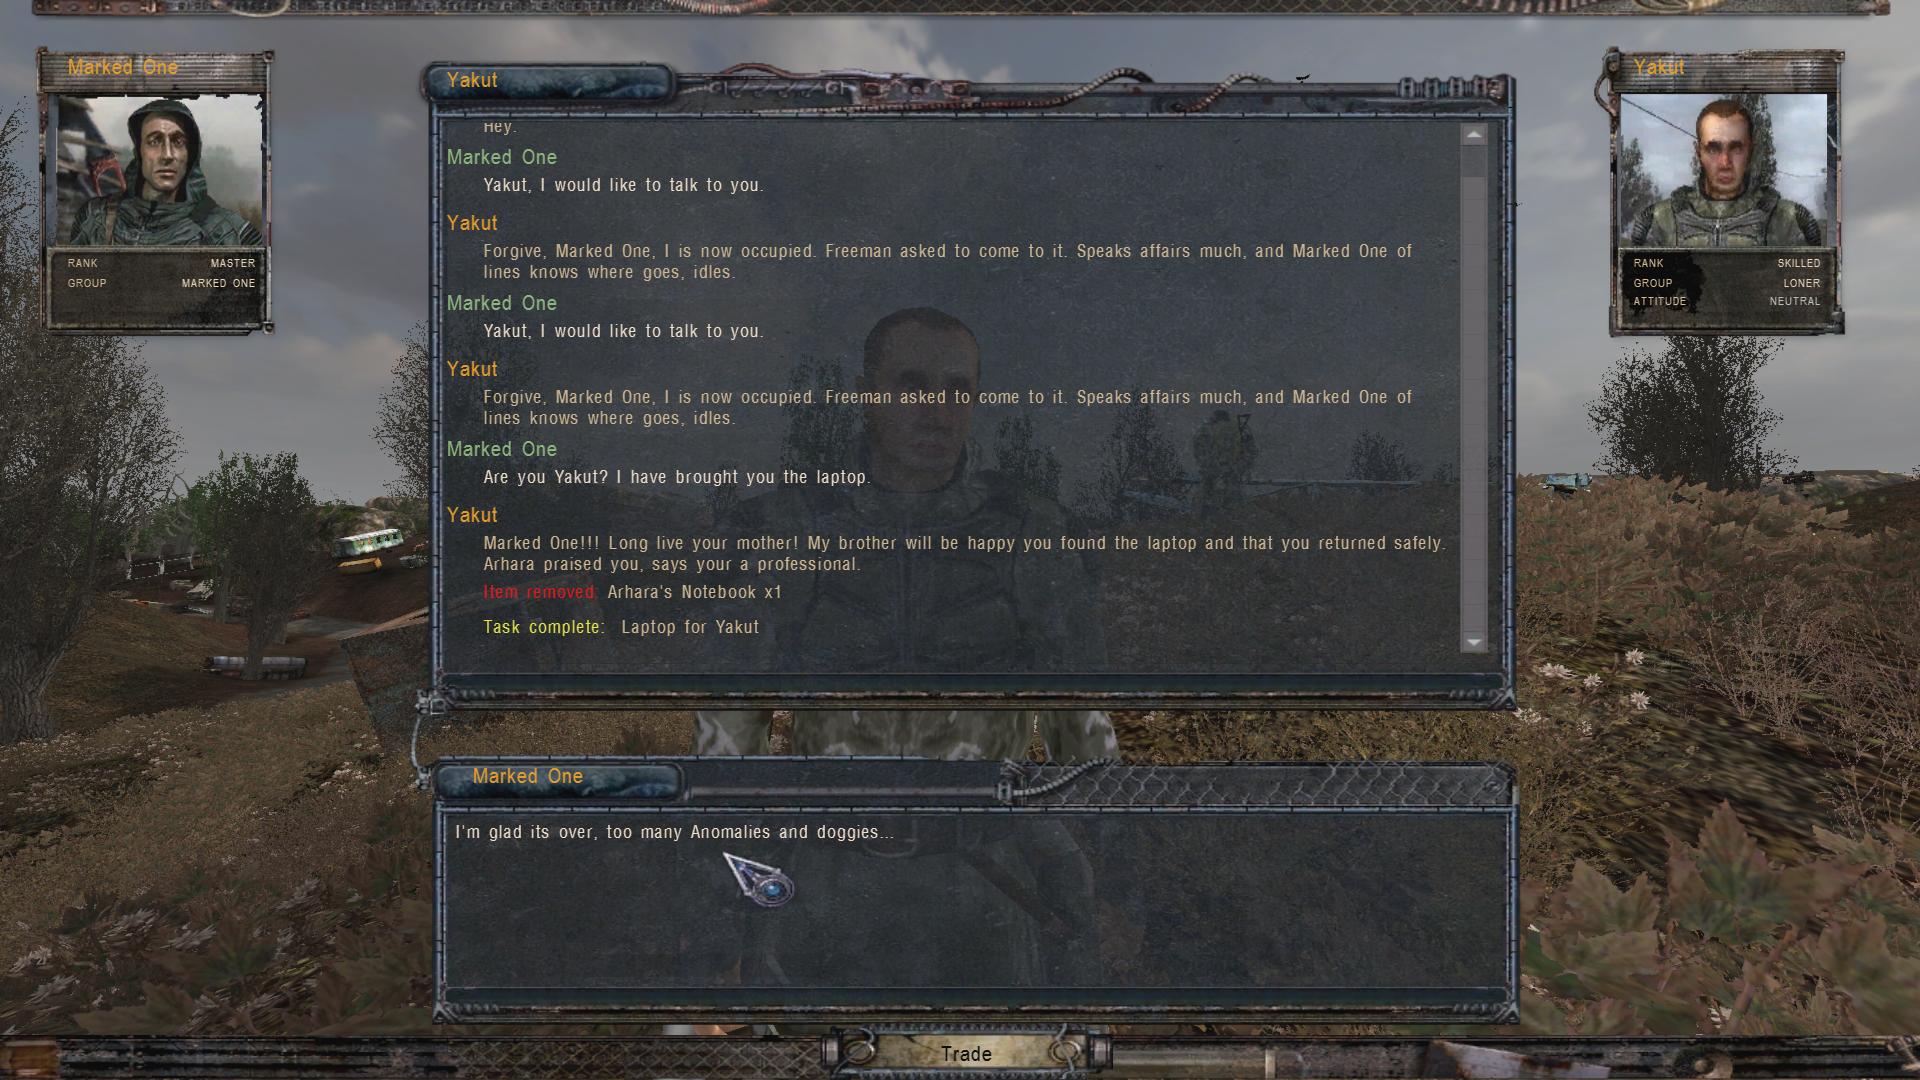 Marked One
RANK MASTER
GROUP MARKED ONE
Yakut
Hey.
Marked One
Yakut, I would like to talk to you.
Yakut
Forgive, Marked One, I is now occupied. Freeman asked to come to it. Speaks affairs much, and Marked One of
lines knows where goes, idles.
Marked One
Yakut, I would like to talk to you.
Yakut
Forgive, Marked One, I is now occupied. Freeman asked to come to it. Speaks affairs much, and Marked One of
lines knows where goes, idles.
Marked One
Are you Yakut? I have brought you the laptop.
Yakut
Marked One!!! Long live your mother! My brother will be happy you found the laptop and that you returned safely.
Arhara praised you, says your a professional.
Item removed: Arhara's Notebook x1
Task complete: Laptop for Yakut
Yakut
RANK SKILLED
GROUP LONER
ATTITUDE NEUTRAL
Marked One
I'm glad its over, too many Anomalies and doggies...
Trade